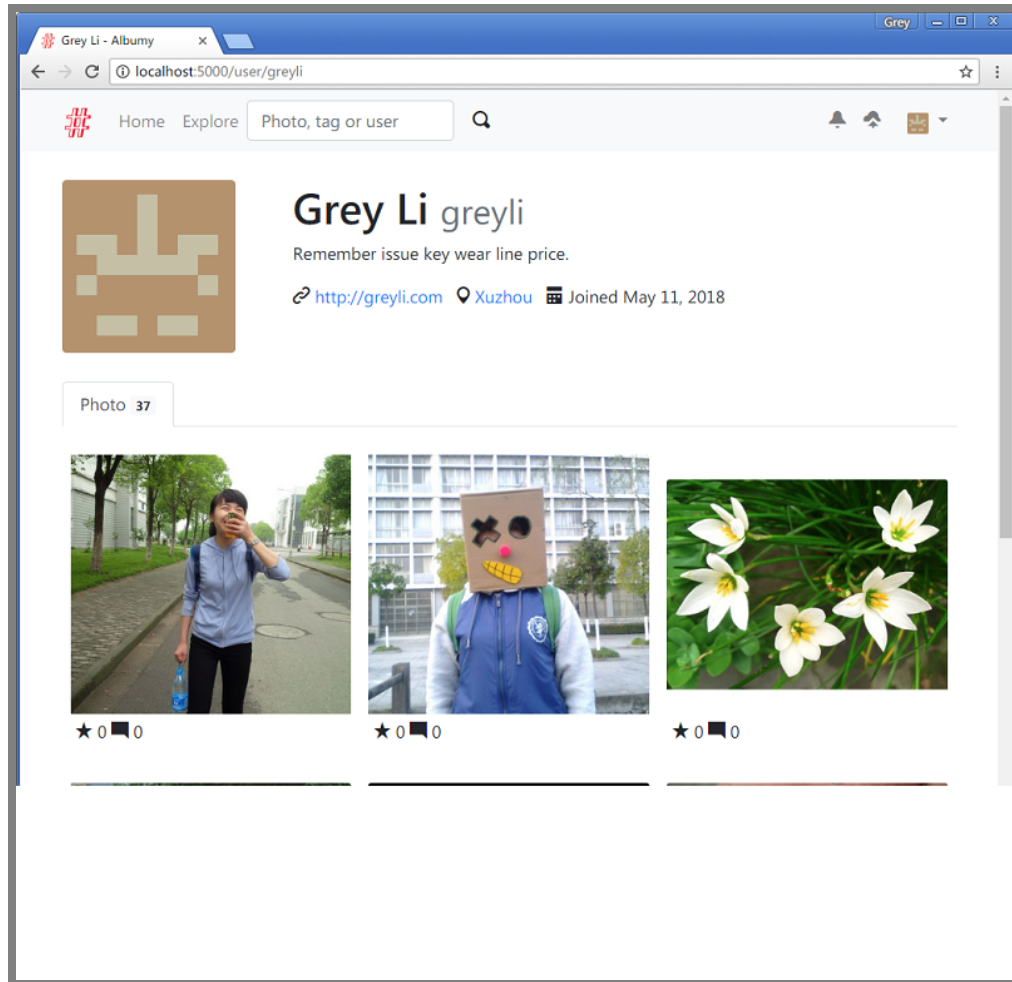 Grey
Grey Li - Albumy
localhost:5000/user/greyli
Home Explore Photo, tag or user
Grey Li greyli
Remember issue key wear line price.
http://greyli.com Xuzhou Joined May 11, 2018
Photo 37
0 0 0 0 0 0